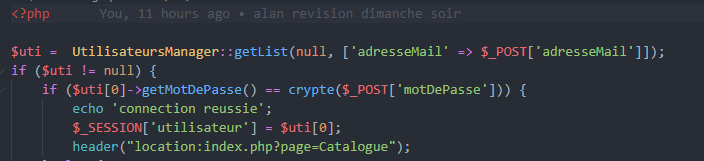 <?php You, 11 hours ago • alan revision dimanche soir
$uti = UtilisateursManager::getList(null, ['adresseMail' => $_POST['adresseMail']]);
if ($uti != null) {
if ($uti[0]->getMotDePasse() == crypte($_POST['motDePasse'])) {
echo 'connection reussie';
$_SESSION['utilisateur'] = $uti[0];
header("location:index.php?page=Catalogue");